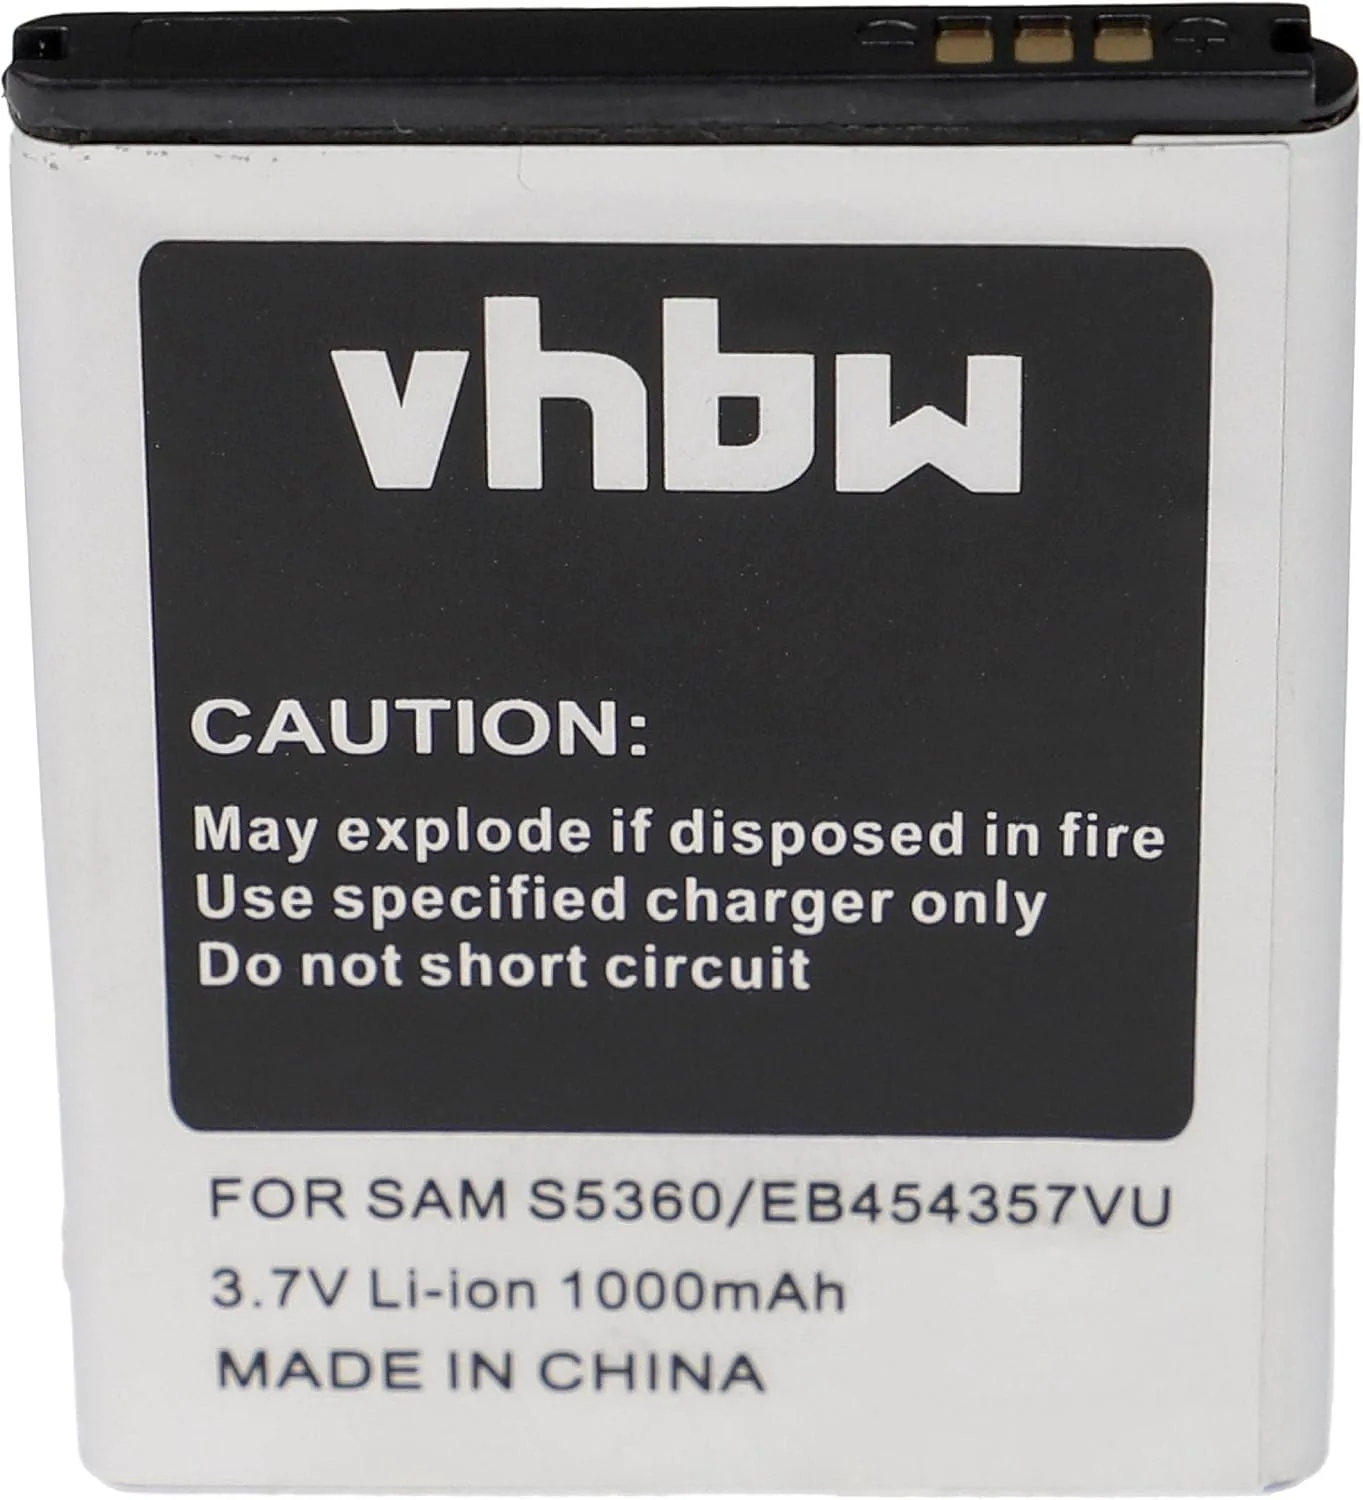 vhbw
CAUTION:
May explode if disposed in fire
Use specified charger only
Do not short circuit
FOR SAM S5360/EB454357VU
3.7V Li-ion 1000mAh
MADE IN CHINA